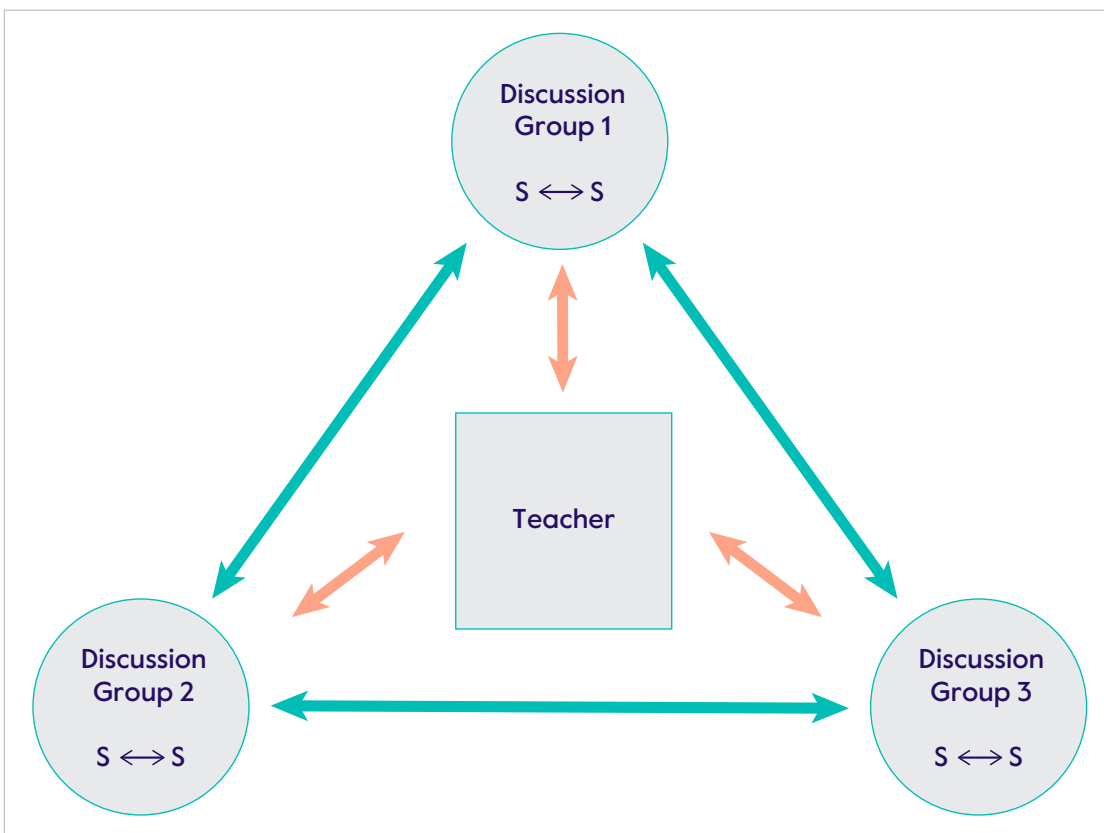 Discussion
Group 1
S ⟷ S
Teacher
Discussion
Group 2
S ⟷ S
Discussion
Group 3
S ⟷ S